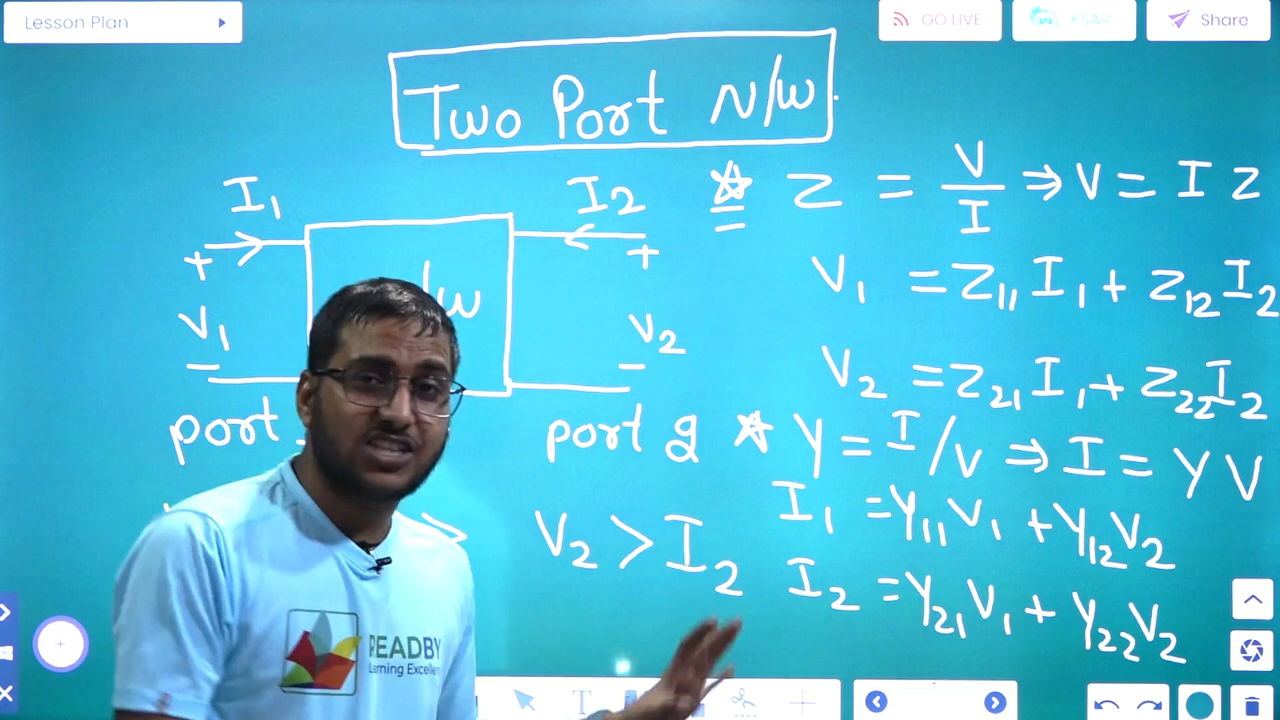 Lesson Plan
GO LIVE
KSAR
Share
Two Port N/W
I₁
I₂
Z = V/I ⇒ V = I Z
+
+
/W
V₁ = Z₁₁ I₁ + Z₁₂ I₂
V₁
V₂
−
−
V₂ = Z₂₁ I₁ + Z₂₂ I₂
port
port 2
Y = I/V ⇒ I = Y V
I₁ = Y₁₁ V₁ + Y₁₂ V₂
V₂ > I₂
I₂ = Y₂₁ V₁ + Y₂₂ V₂
READBY
Learning Excelle